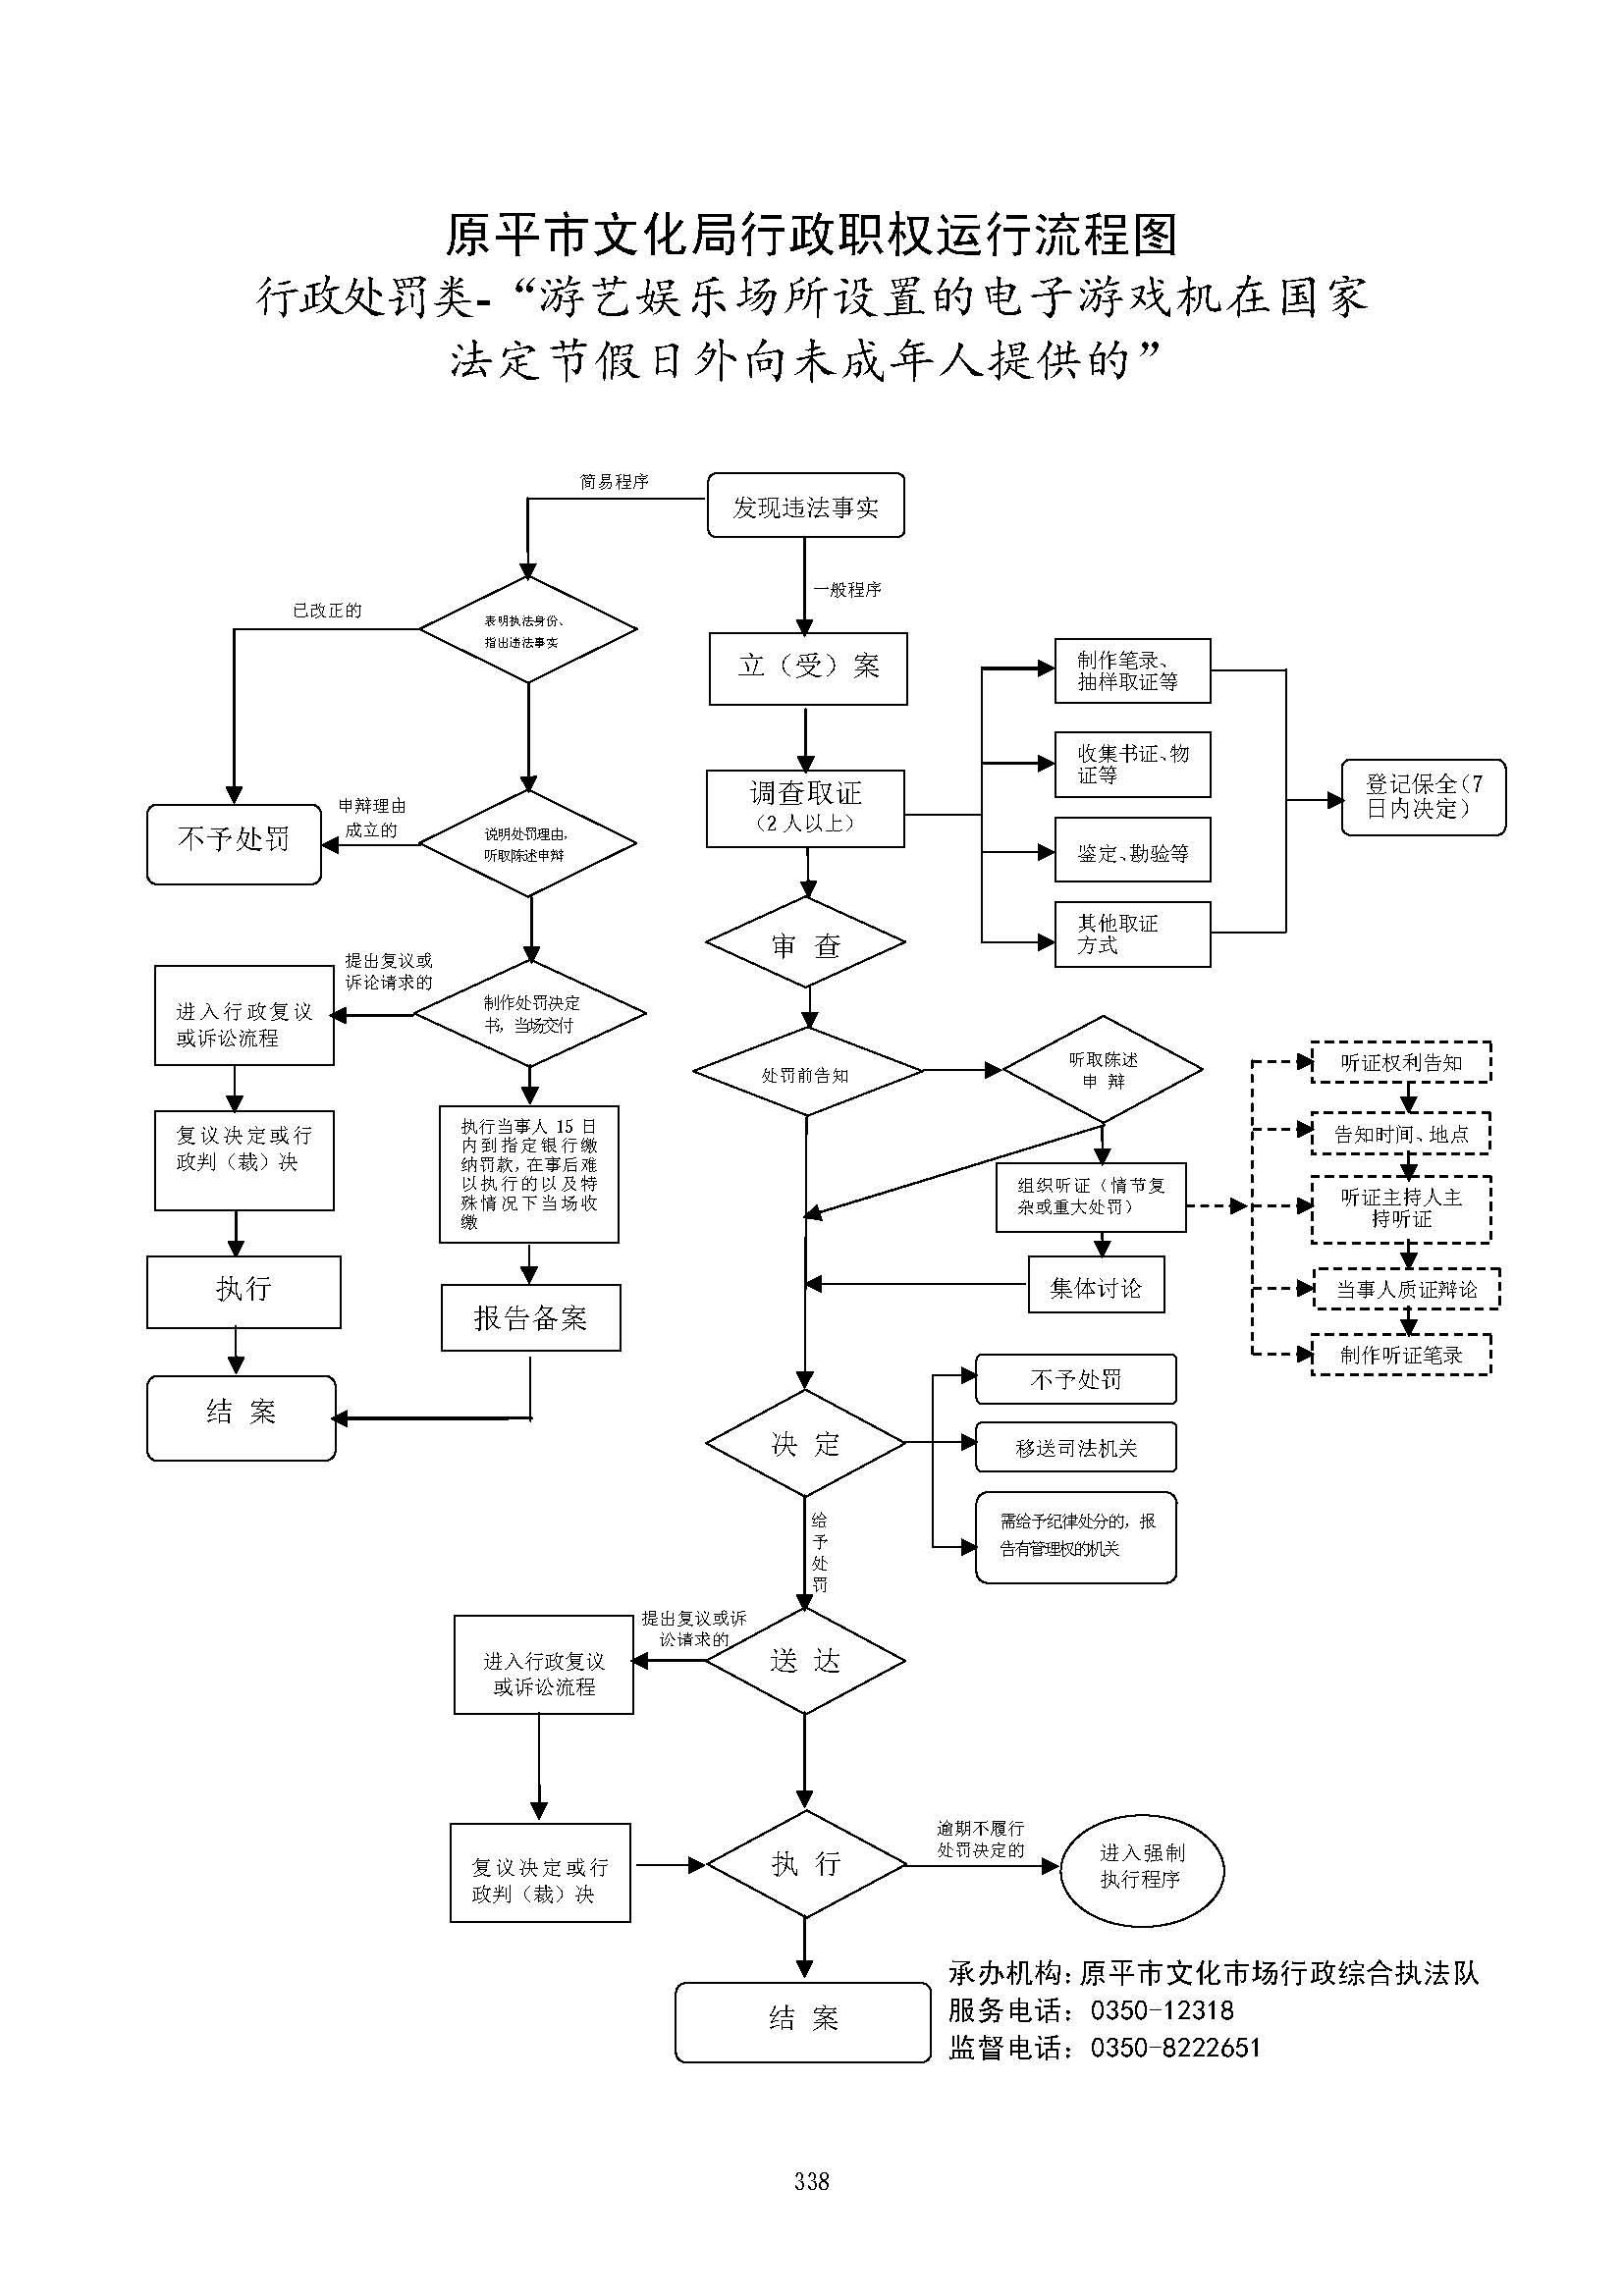 原平市文化局行政职权运行流程图
行政处罚类-“游艺娱乐场所设置的电子游戏机在国家
法定节假日外向未成年人提供的”
简易程序
发现违法事实
一般程序
已改正的
表明执法身份、
指出违法事实
立（受）案
制作笔录、
抽样取证等
收集书证、物
证等
调查取证
（2 人以上）
登记保全（7
日内决定）
不予处罚
申辩理由
成立的
说明处罚理由，
听取陈述申辩
鉴定、勘验等
其他取证
方式
审 查
提出复议或
诉论请求的
进入行政复议
或诉讼流程
制作处罚决定
书，当场交付
处罚前告知
听取陈述
申 辩
听证权利告知
告知时间、地点
复议决定或行
政判（裁）决
执行当事人 15 日
内到指定银行缴
纳罚款，在事后难
以执行的以及特
殊情况下当场收
缴
组织听证（情节复
杂或重大处罚）
听证主持人主
持听证
执行
报告备案
集体讨论
当事人质证辩论
制作听证笔录
结 案
不予处罚
决 定
移送司法机关
给
予
处
罚
需给予纪律处分的，报
告有管理权的机关
提出复议或诉
讼请求的
进入行政复议
或诉讼流程
送 达
复议决定或行
政判（裁）决
执 行
逾期不履行
处罚决定的
进入强制
执行程序
结 案
承办机构：原平市文化市场行政综合执法队
服务电话：0350-12318
监督电话：0350-8222651
338